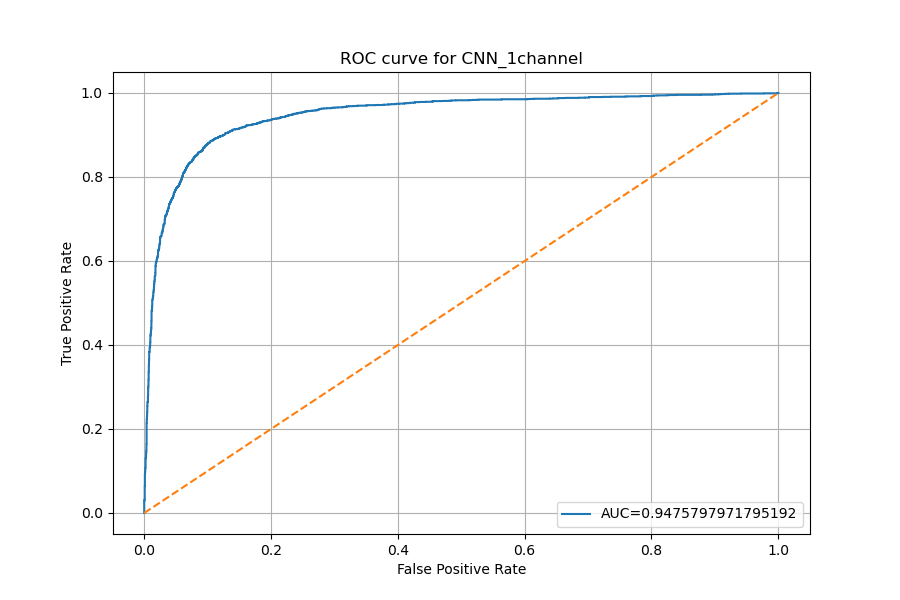 ROC curve for CNN_1channel
1.0
0.8
0.6
0.4
0.2
0.0
True Positive Rate
AUC=0.9475797971795192
0.0 0.2 0.4 0.6 0.8 1.0
False Positive Rate